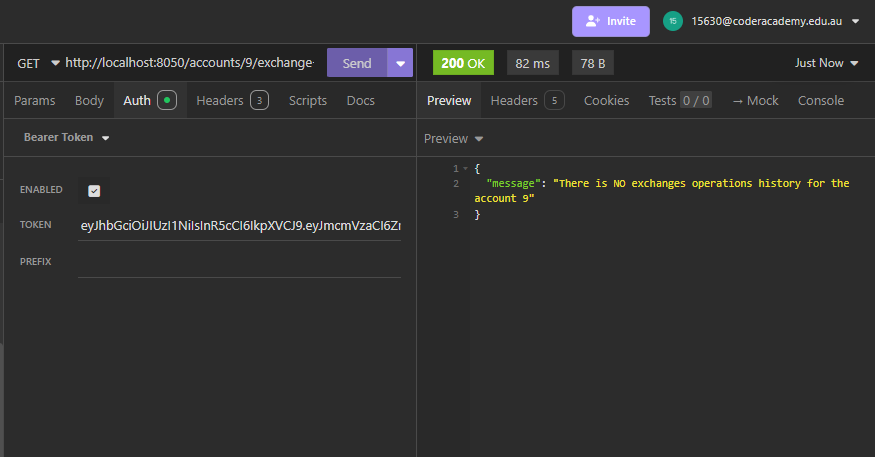 Invite
15 15630@coderacademy.edu.au
GET http://localhost:8050/accounts/9/exchange- Send
200 OK 82 ms 78 B Just Now
Params Body Auth Headers 3 Scripts Docs
Preview Headers 5 Cookies Tests 0 / 0 → Mock Console
Bearer Token
Preview
ENABLED
TOKEN eyJhbGciOiJIUzI1NiIsInR5cCI6IkpXVCJ9.eyJmcmVzaCI6Zn
PREFIX
1 {
2 "message": "There is NO exchanges operations history for the
account 9"
3 }